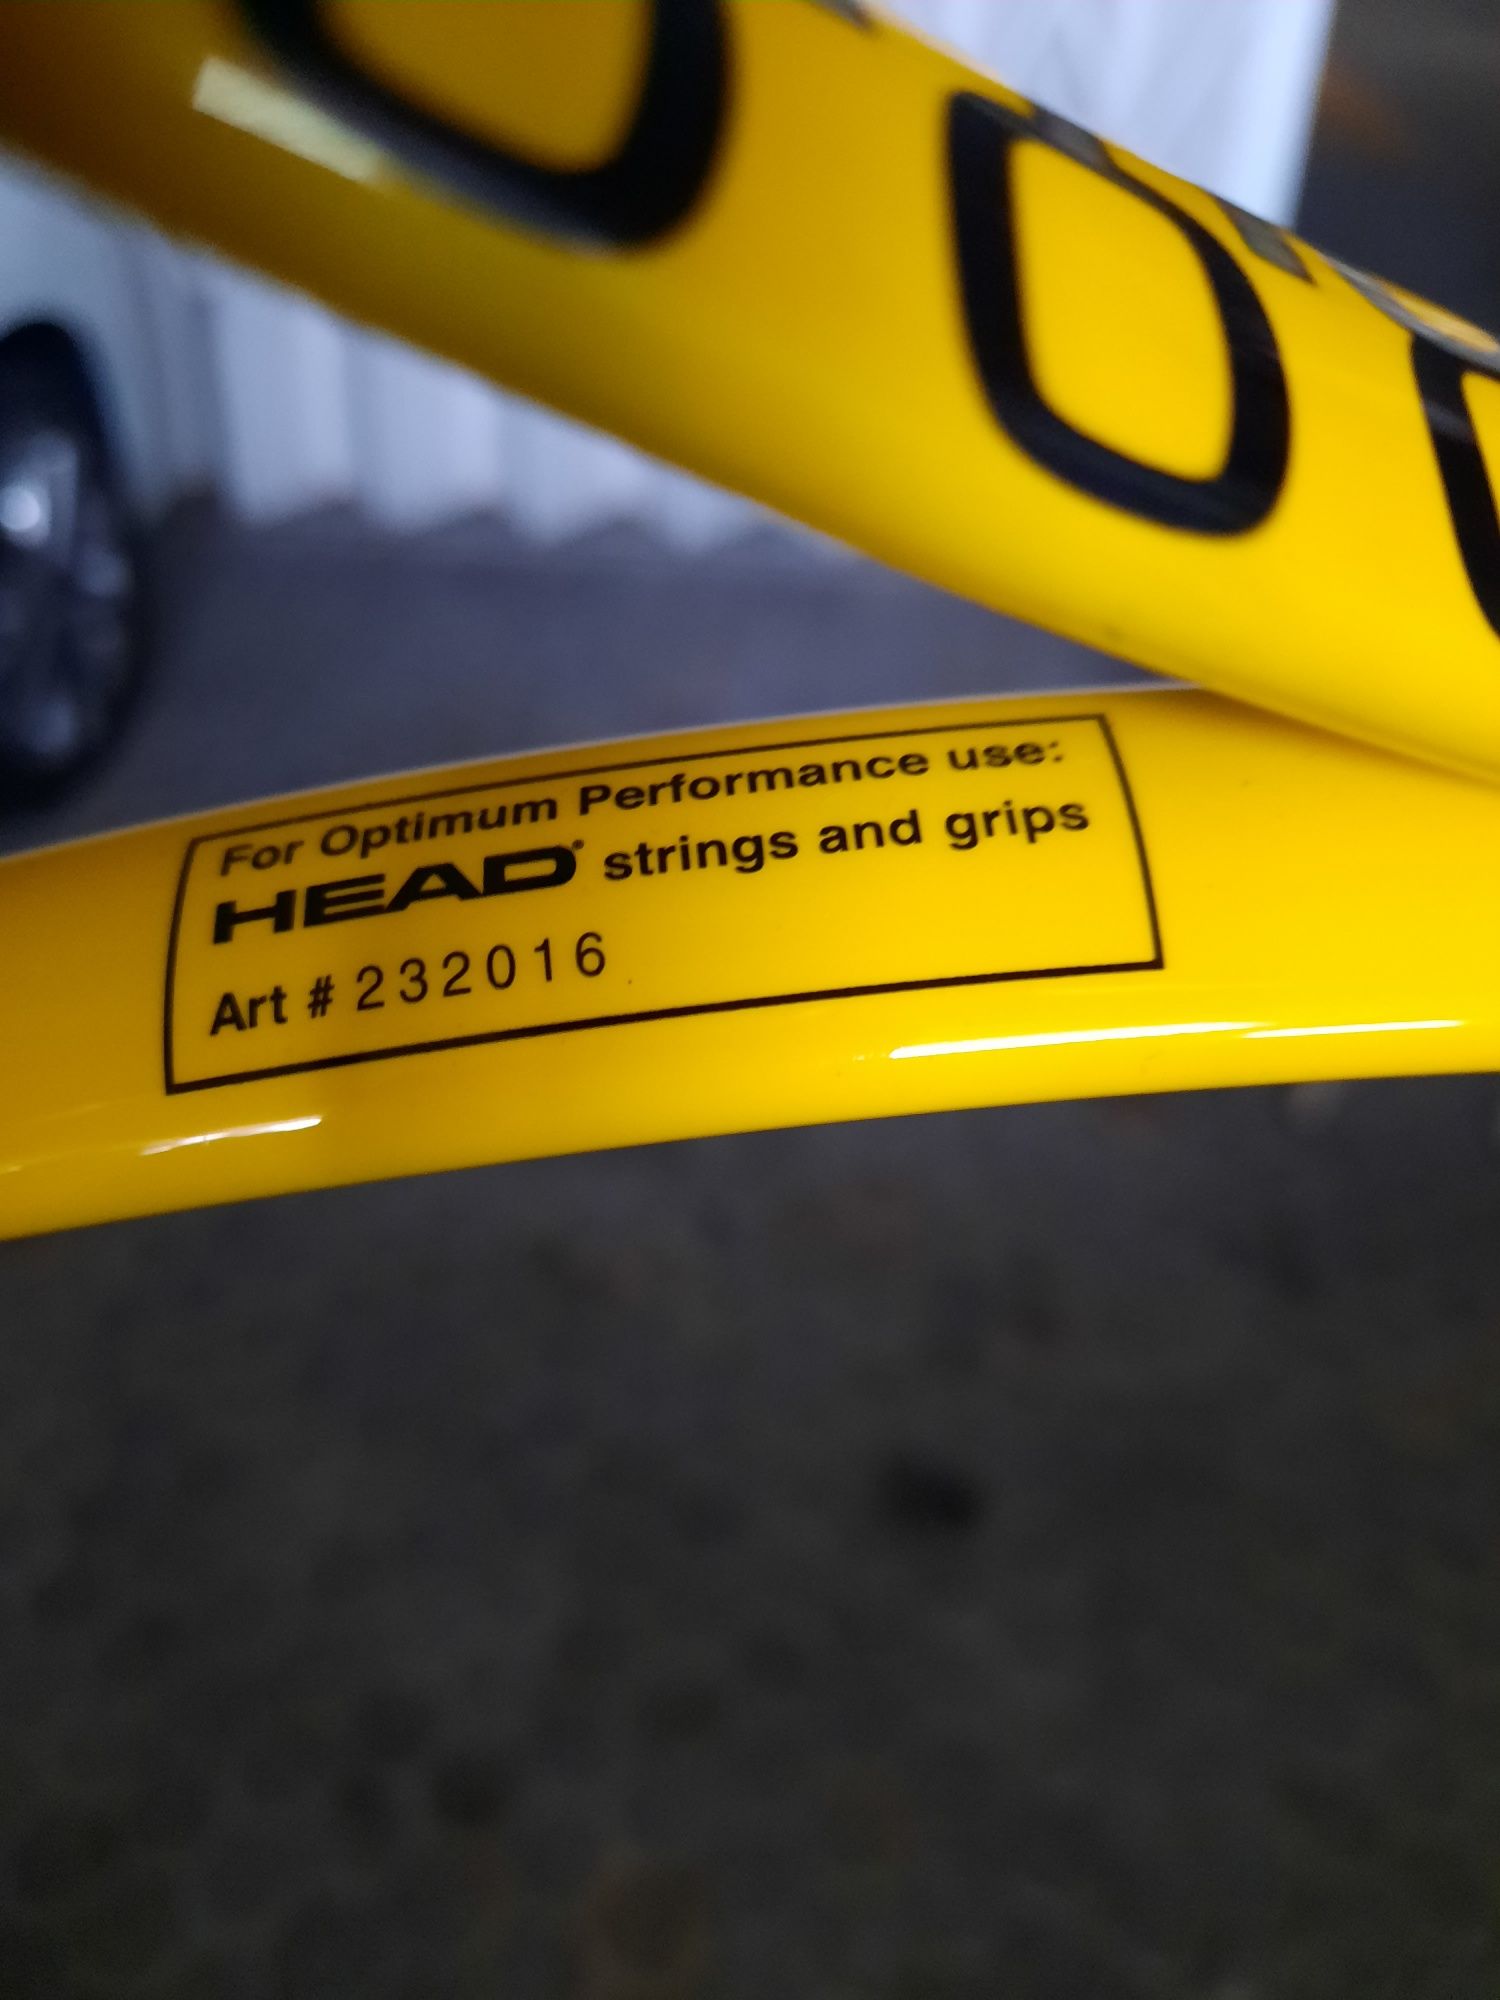 For Optimum Performance use:
HEAD® strings and grips
Art # 232016